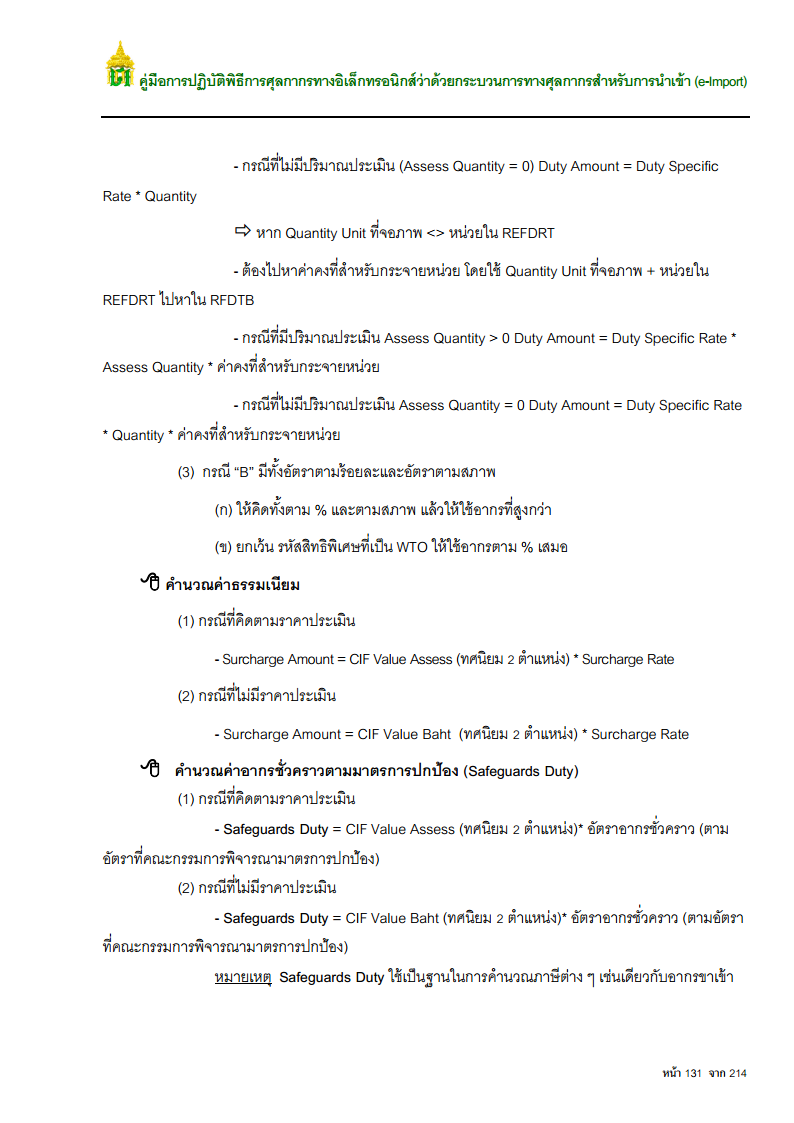 คู่มือการปฏิบัติพิธีการศุลกากรทางอิเล็กทรอนิกส์ว่าด้วยกระบวนการทางศุลกากรสำหรับการนำเข้า (e-Import)
- กรณีที่ไม่มีปริมาณประเมิน (Assess Quantity = 0) Duty Amount = Duty Specific
Rate * Quantity
⇨ หาก Quantity Unit ที่จอภาพ <> หน่วยใน REFDRT
- ต้องไปหาค่าคงที่สำหรับกระจายหน่วย โดยใช้ Quantity Unit ที่จอภาพ + หน่วยใน
REFDRT ไปหาใน RFDTB
- กรณีที่มีปริมาณประเมิน Assess Quantity > 0 Duty Amount = Duty Specific Rate *
Assess Quantity * ค่าคงที่สำหรับกระจายหน่วย
- กรณีที่ไม่มีปริมาณประเมิน Assess Quantity = 0 Duty Amount = Duty Specific Rate
* Quantity * ค่าคงที่สำหรับกระจายหน่วย
(3) กรณี “B” มีทั้งอัตราตามร้อยละและอัตราตามสภาพ
(ก) ให้คิดทั้งตาม % และตามสภาพ แล้วให้ใช้อากรที่สูงกว่า
(ข) ยกเว้น รหัสสิทธิพิเศษที่เป็น WTO ให้ใช้อากรตาม % เสมอ
คำนวณค่าธรรมเนียม
(1) กรณีที่คิดตามราคาประเมิน
- Surcharge Amount = CIF Value Assess (ทศนิยม 2 ตำแหน่ง) * Surcharge Rate
(2) กรณีที่ไม่มีราคาประเมิน
- Surcharge Amount = CIF Value Baht (ทศนิยม 2 ตำแหน่ง) * Surcharge Rate
คำนวณค่าอากรชั่วคราวตามมาตรการปกป้อง (Safeguards Duty)
(1) กรณีที่คิดตามราคาประเมิน
- Safeguards Duty = CIF Value Assess (ทศนิยม 2 ตำแหน่ง)* อัตราอากรชั่วคราว (ตาม
อัตราที่คณะกรรมการพิจารณามาตรการปกป้อง)
(2) กรณีที่ไม่มีราคาประเมิน
- Safeguards Duty = CIF Value Baht (ทศนิยม 2 ตำแหน่ง)* อัตราอากรชั่วคราว (ตามอัตรา
ที่คณะกรรมการพิจารณามาตรการปกป้อง)
หมายเหตุ Safeguards Duty ใช้เป็นฐานในการคำนวณภาษีต่าง ๆ เช่นเดียวกับอากรขาเข้า
หน้า 131 จาก 214